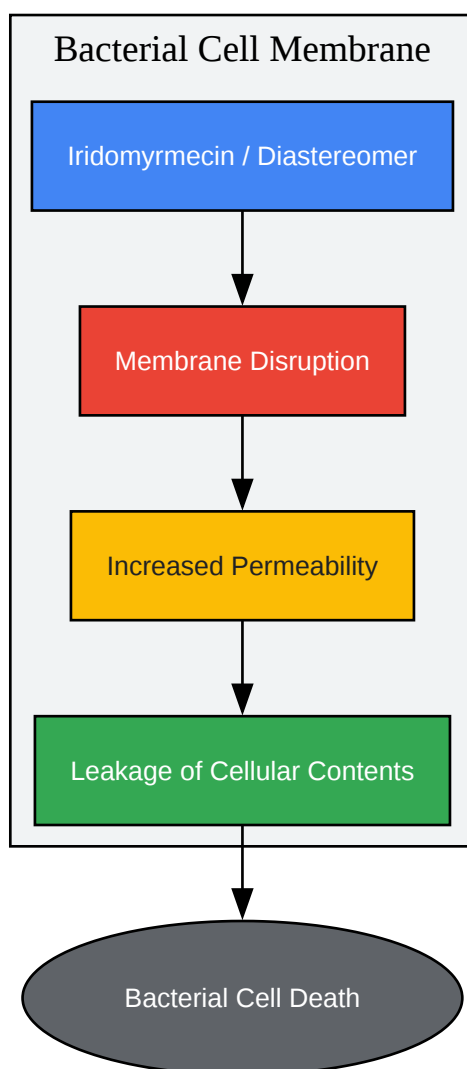 Bacterial Cell Membrane
Iridomyrmecin / Diastereomer
Membrane Disruption
Increased Permeability
Leakage of Cellular Contents
Bacterial Cell Death